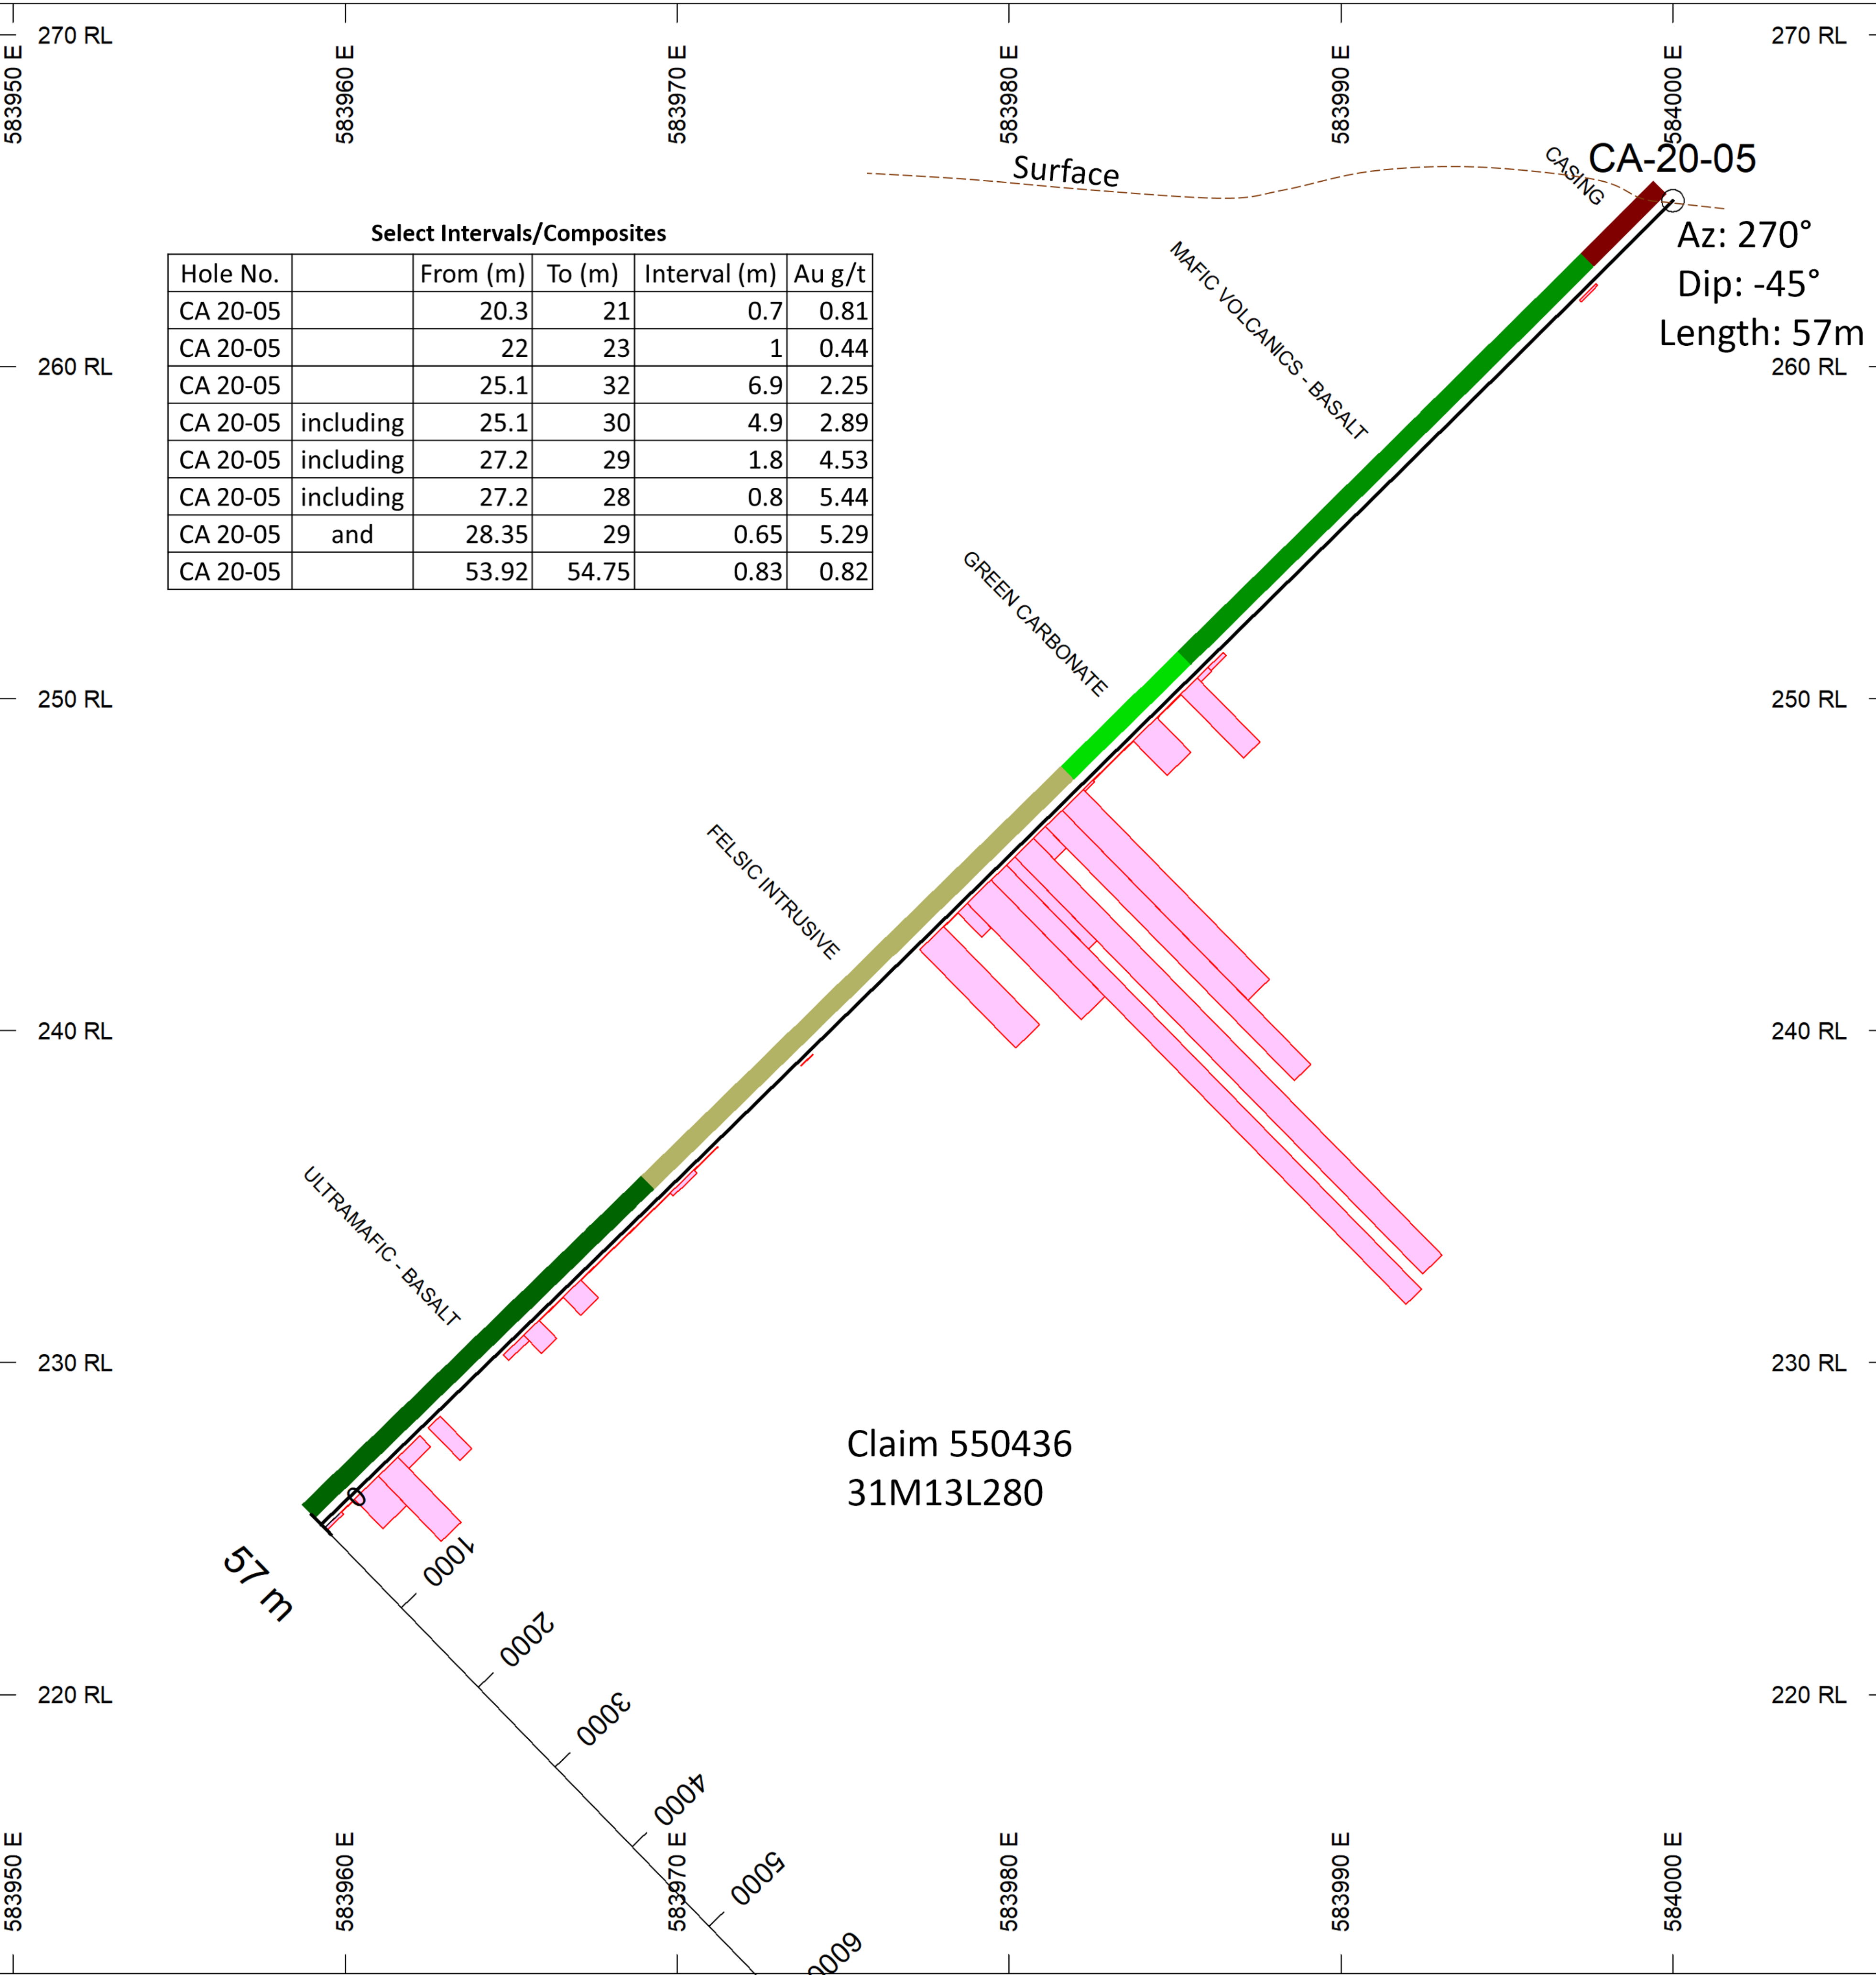 583950 E
583960 E
583970 E
583980 E
583990 E
584000 E
270 RL
270 RL
Surface
CASING
CA-20-05
Az: 270°
Dip: -45°
Length: 57m
MAFIC VOLCANICS - BASALT
Select Intervals/Composites
Hole No. From (m) To (m) Interval (m) Au g/t
CA 20-05 20.3 21 0.7 0.81
CA 20-05 22 23 1 0.44
CA 20-05 25.1 32 6.9 2.25
CA 20-05 including 25.1 30 4.9 2.89
CA 20-05 including 27.2 29 1.8 4.53
CA 20-05 including 27.2 28 0.8 5.44
CA 20-05 and 28.35 29 0.65 5.29
CA 20-05 53.92 54.75 0.83 0.82
260 RL
260 RL
GREEN CARBONATE
250 RL
250 RL
FELSIC INTRUSIVE
240 RL
240 RL
ULTRAMAFIC - BASALT
230 RL
230 RL
Claim 550436
31M13L280
57 m
0
1000
2000
3000
4000
5000
6000
220 RL
220 RL
583950 E
583960 E
583970 E
583980 E
583990 E
584000 E